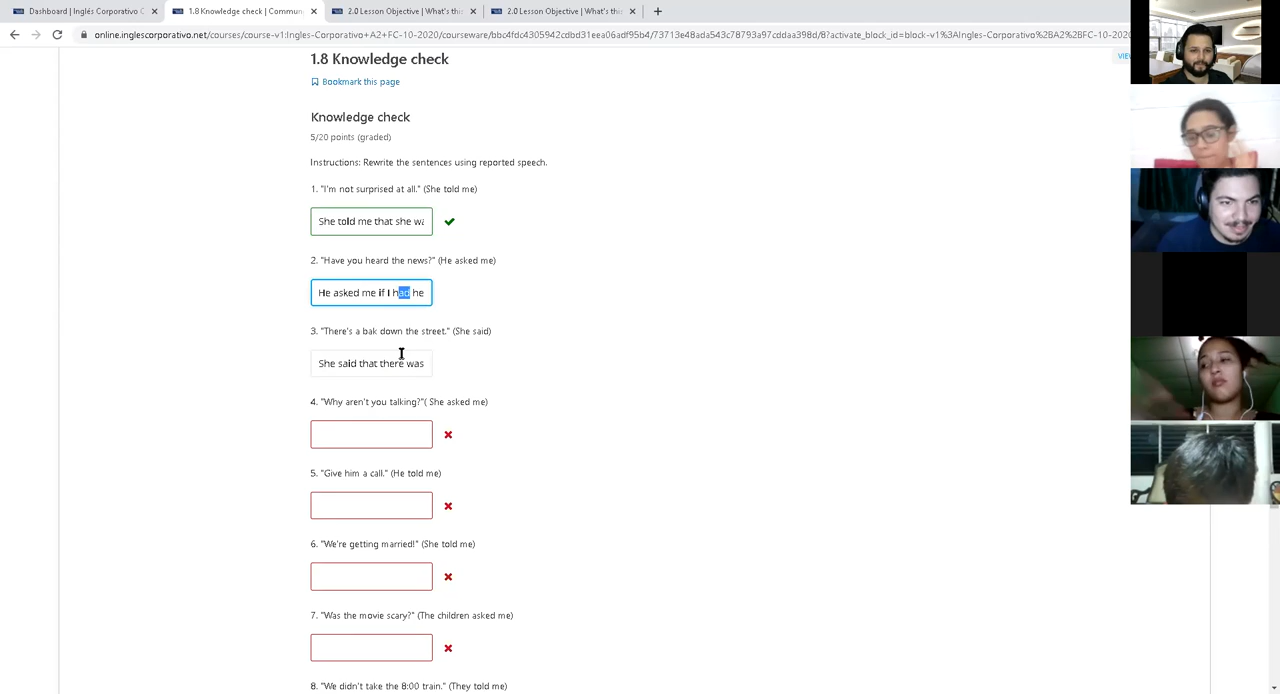 Dashboard | Inglés Corporativo C
1.8 Knowledge check | Commun
2.0 Lesson Objective | What's thi
2.0 Lesson Objective | What's thi
online.inglescorporativo.net/courses/course-v1:Ingles-Corporativo+A2+FC-10-2020/courseware/bbc4fdc4305942cdbd31eea06adf95b4/73713e48ada543c78793a97cddaa398d/8?activate_block_id=block-v1%3AIngles-Corporativo%2BA2%2BFC-10-2020%
1.8 Knowledge check
VIE
Bookmark this page
Knowledge check
5/20 points (graded)
Instructions: Rewrite the sentences using reported speech.
1. "I'm not surprised at all." (She told me)
She told me that she wa
2. "Have you heard the news?" (He asked me)
He asked me if I had he
3. "There's a bak down the street." (She said)
She said that there was
4. "Why aren't you talking?"( She asked me)
5. "Give him a call." (He told me)
6. "We're getting married!" (She told me)
7. "Was the movie scary?" (The children asked me)
8. "We didn't take the 8:00 train." (They told me)